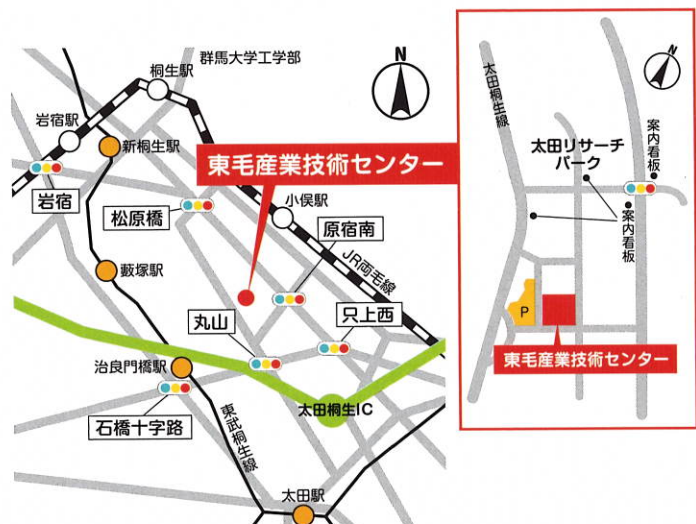 群馬大学工学部
桐生駅
N
岩宿駅
新桐生駅
東毛産業技術センター
岩宿
松原橋
小俣駅
原宿南
JR両毛線
藪塚駅
丸山
只上西
治良門橋駅
太田桐生IC
石橋十字路
東武桐生線
太田駅
N
太田桐生線
案内看板
太田リサーチ
パーク
案内看板
P
東毛産業技術センター